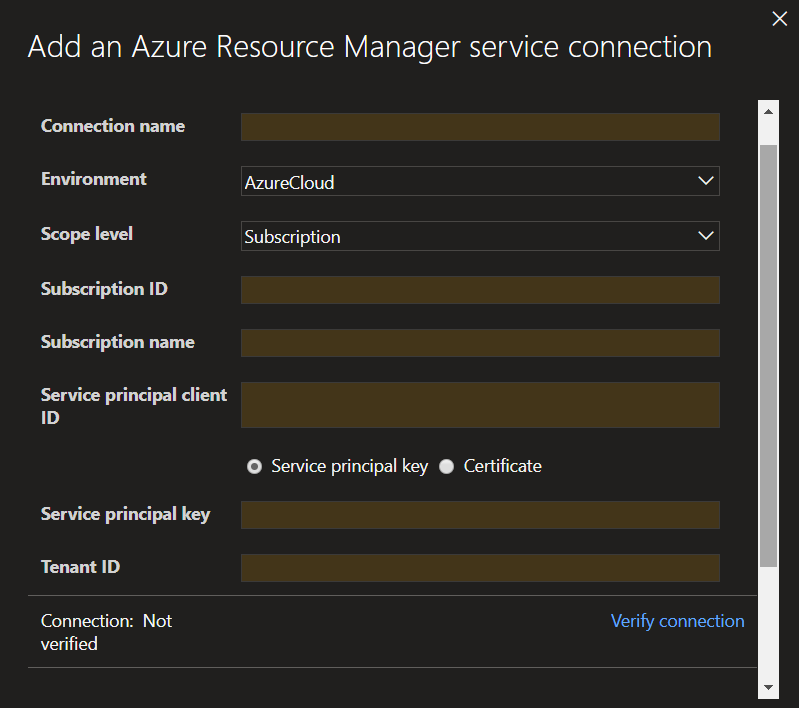 Add an Azure Resource Manager service connection
Connection name
Environment
AzureCloud
Scope level
Subscription
Subscription ID
Subscription name
Service principal client
ID
Service principal key
Certificate
Service principal key
Tenant ID
Connection: Not
verified
Verify connection